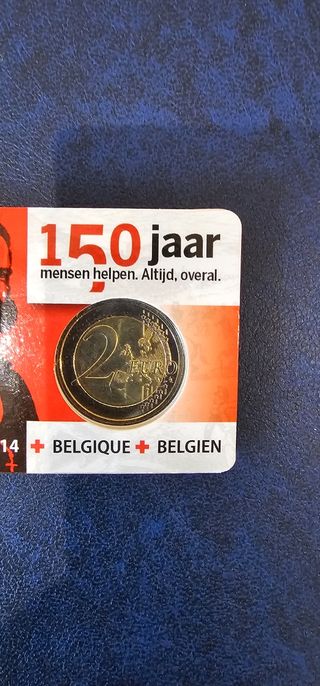 150 jaar
mensen helpen. Altijd, overal.
2 EURO
14 + BELGIQUE + BELGIEN